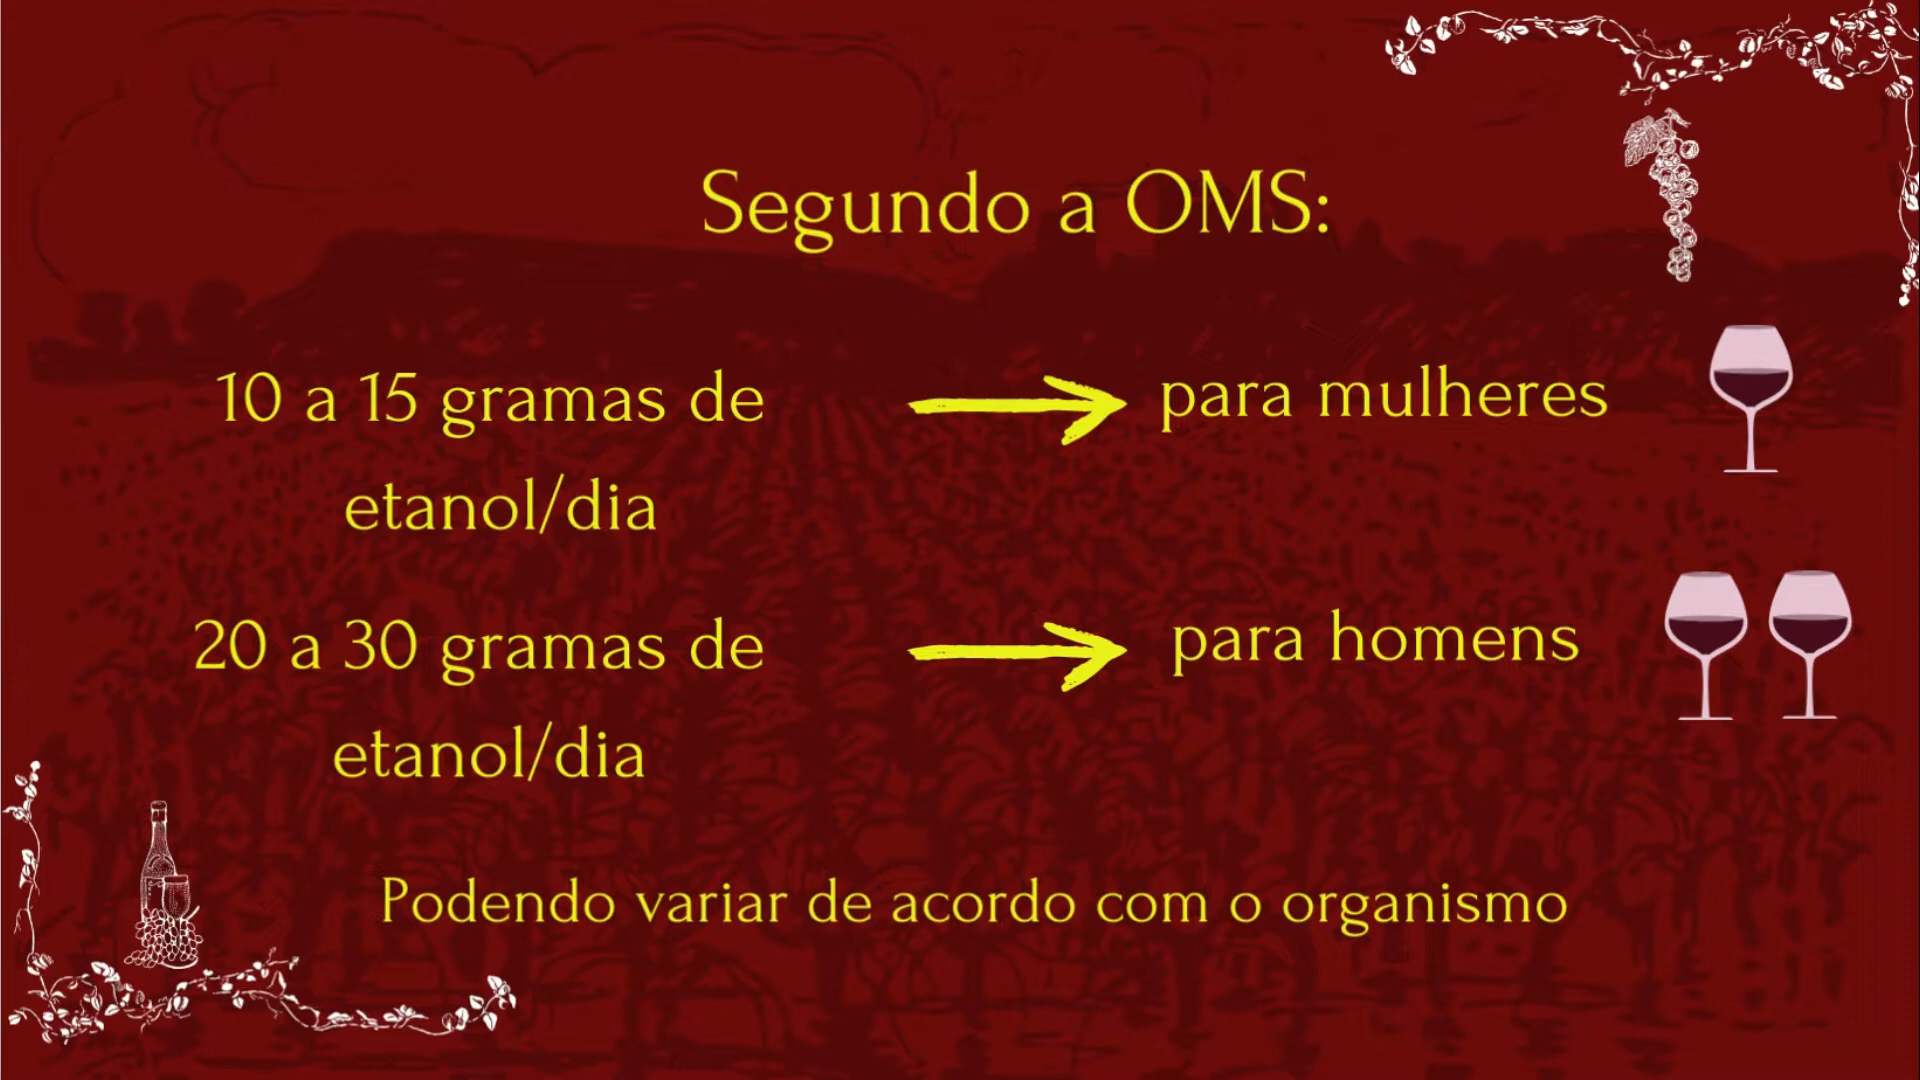 Segundo a OMS:
10 a 15 gramas de
etanol/dia
para mulheres
20 a 30 gramas de
etanol/dia
para homens
Podendo variar de acordo com o organismo